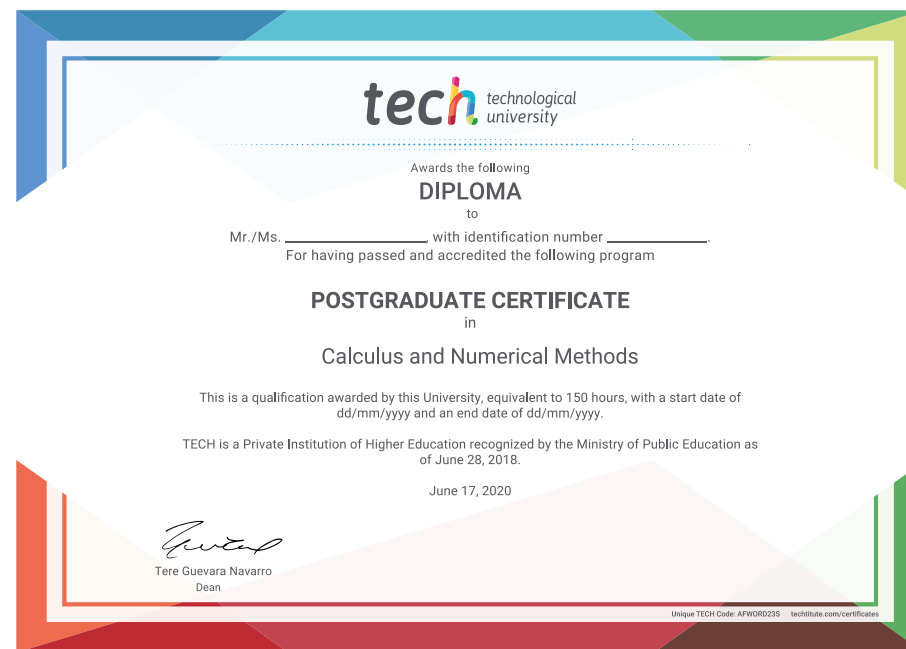 tech technological
university
Awards the following
DIPLOMA
to
Mr./Ms. ____________________, with identification number ______________.
For having passed and accredited the following program
POSTGRADUATE CERTIFICATE
in
Calculus and Numerical Methods
This is a qualification awarded by this University, equivalent to 150 hours, with a start date of
dd/mm/yyyy and an end date of dd/mm/yyyy.
TECH is a Private Institution of Higher Education recognized by the Ministry of Public Education as
of June 28, 2018.
June 17, 2020
Tere Guevara Navarro
Dean
Unique TECH Code: AFWORD23S techtitute.com/certificates